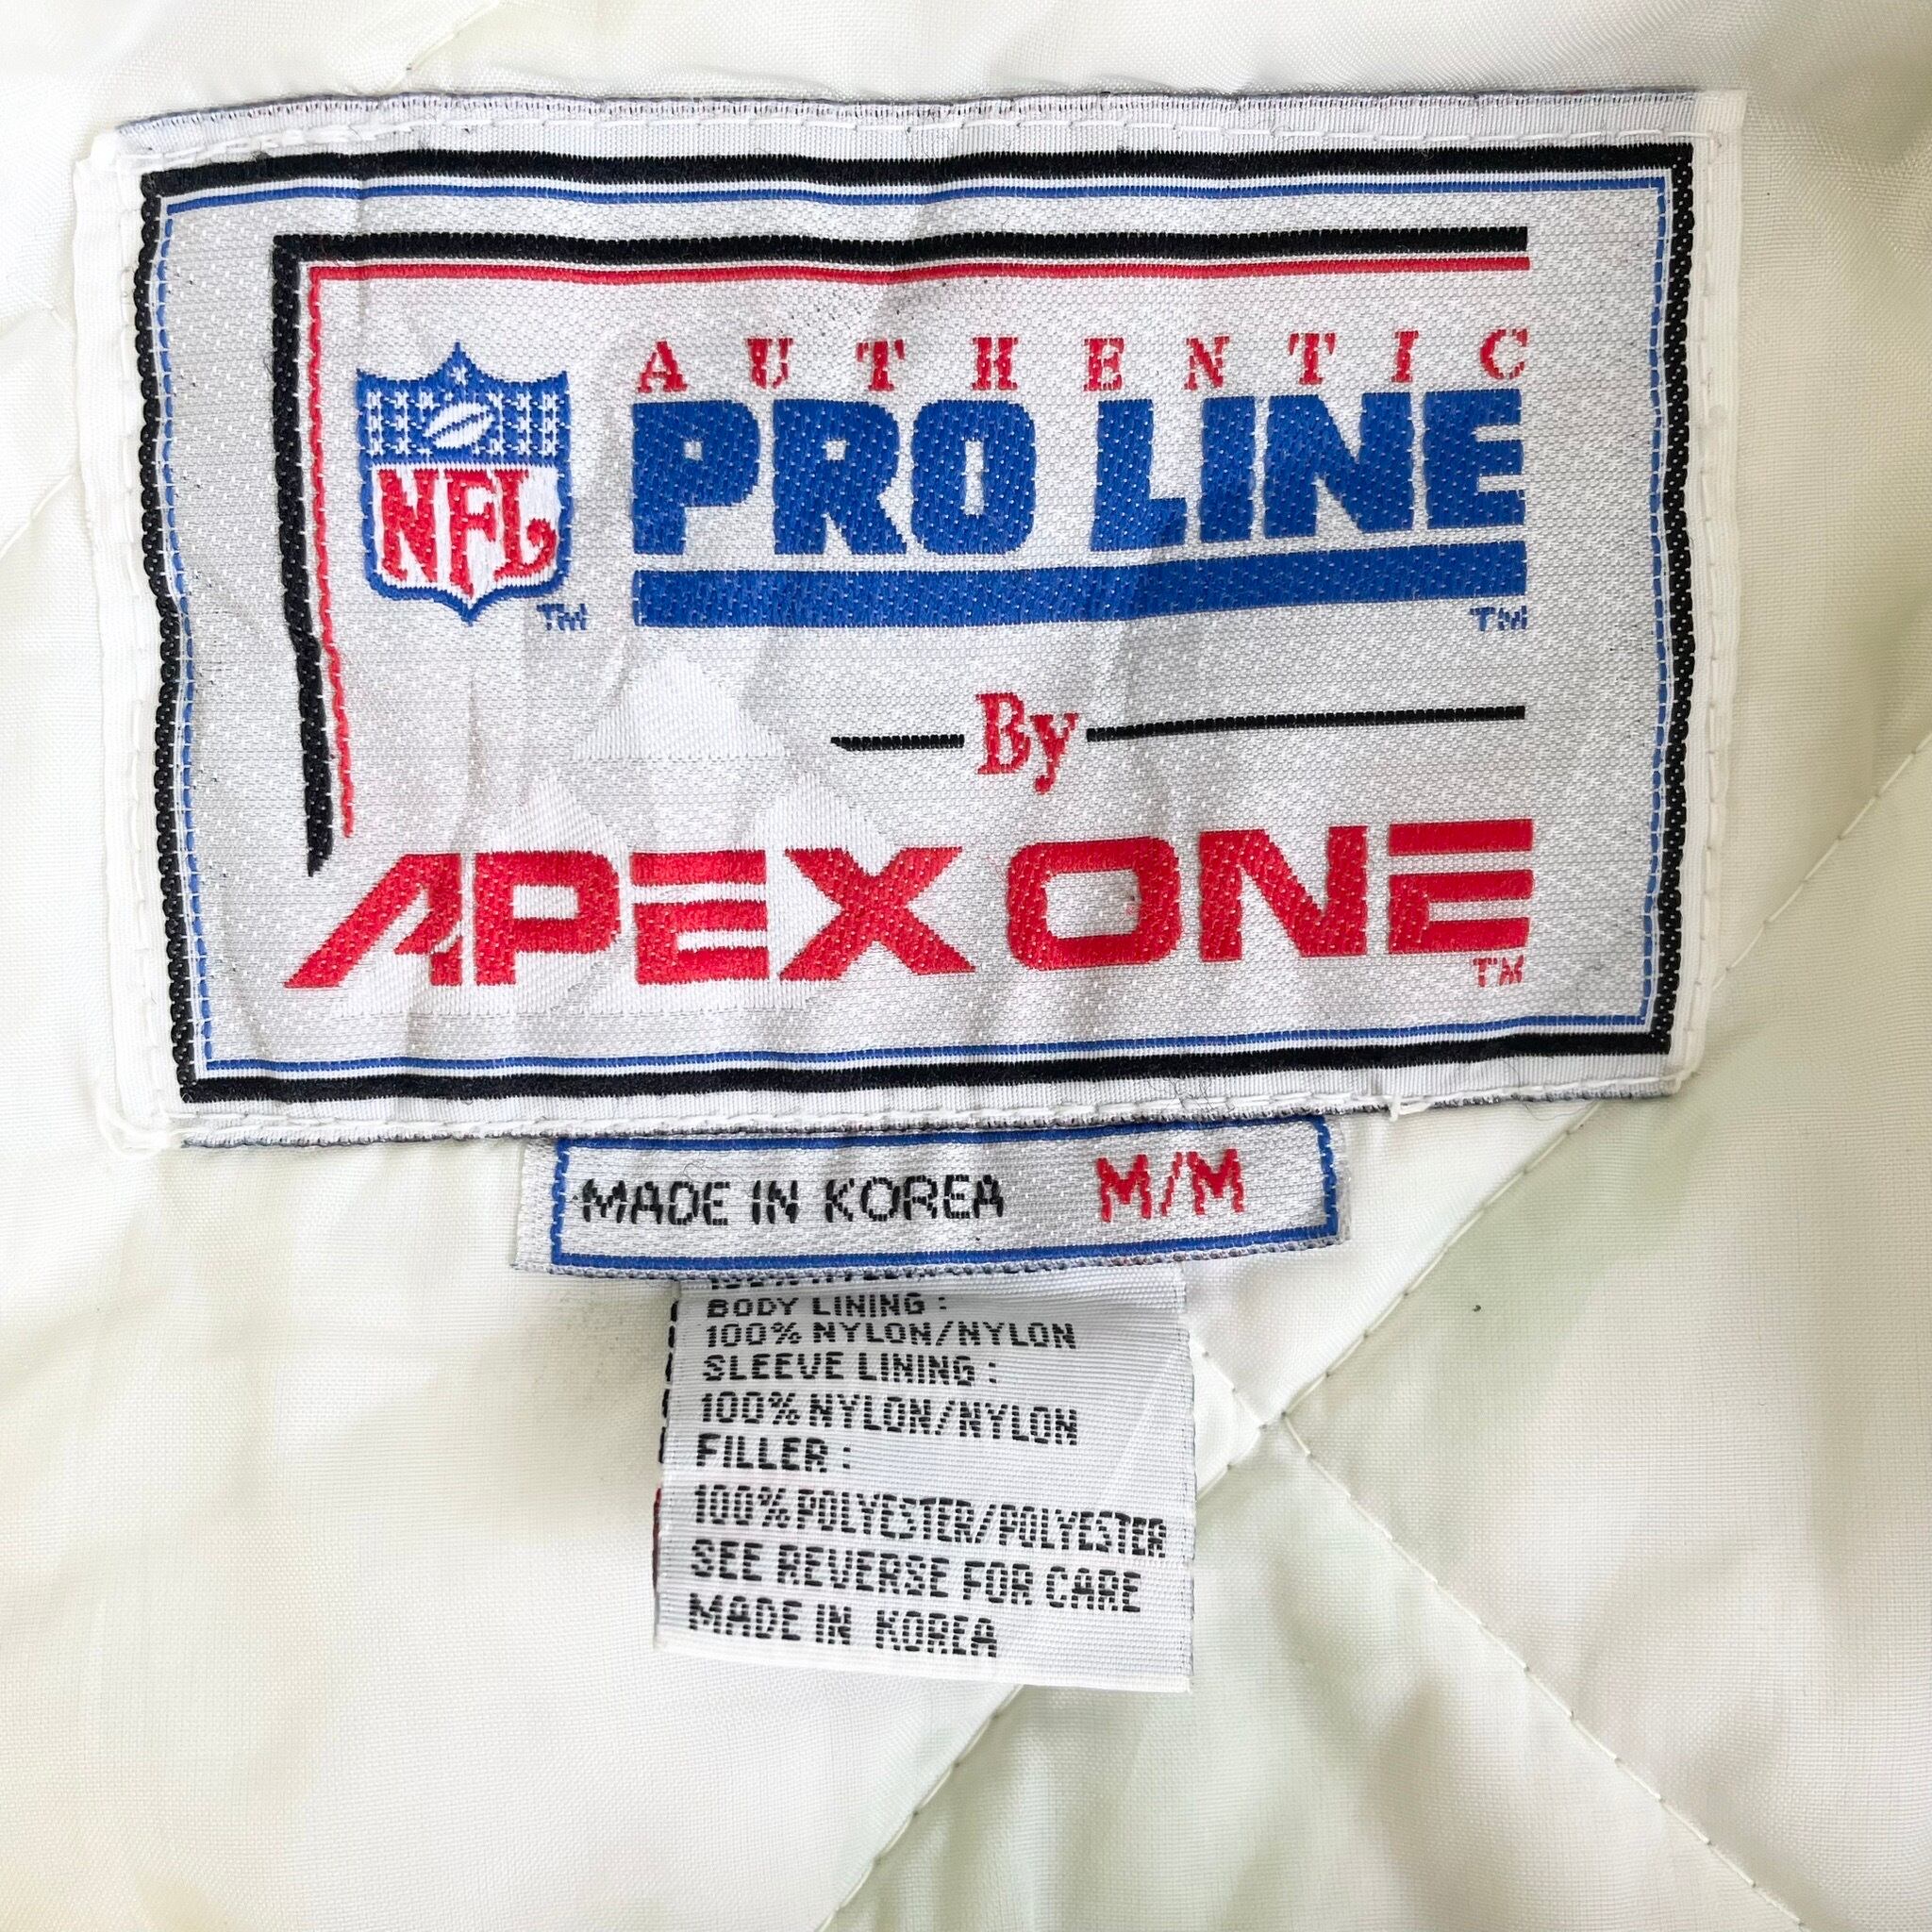 AUTHENTIC
PRO LINE
NFL
TM
TM
By
APEX ONE
TM
MADE IN KOREA M/M
BODY LINING :
100% NYLON/NYLON
SLEEVE LINING :
100% NYLON/NYLON
FILLER :
100% POLYESTER/POLYESTER
SEE REVERSE FOR CARE
MADE IN KOREA